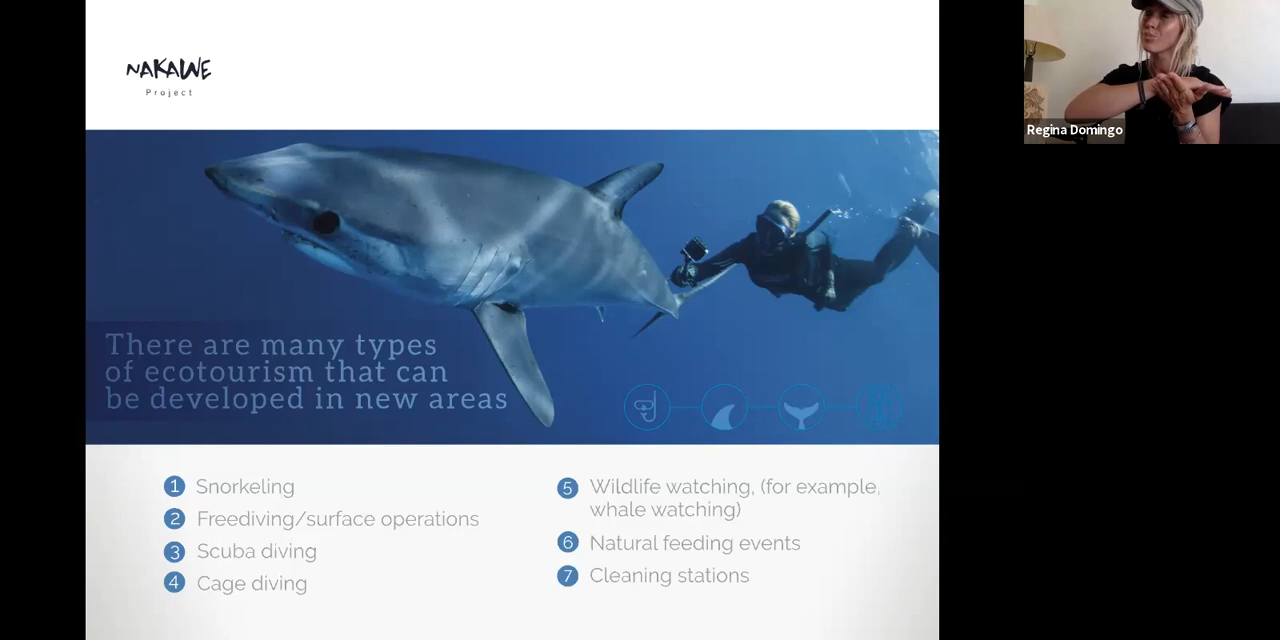 NAKAWE
Project
Regina Domingo
There are many types
of ecotourism that can
be developed in new areas
1 Snorkeling
2 Freediving/surface operations
3 Scuba diving
4 Cage diving
5 Wildlife watching, (for example,
whale watching)
6 Natural feeding events
7 Cleaning stations